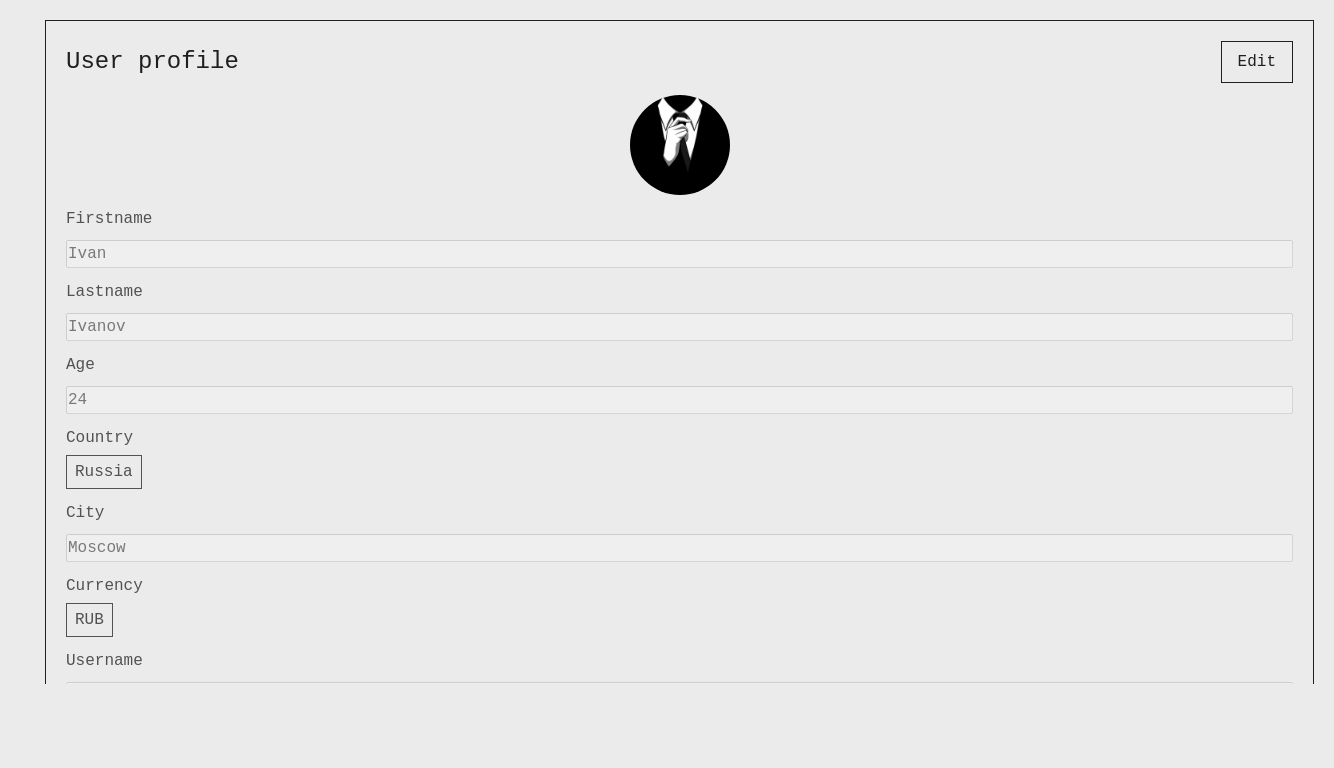 User profile
Edit
Firstname
Ivan
Lastname
Ivanov
Age
24
Country
Russia
City
Moscow
Currency
RUB
Username